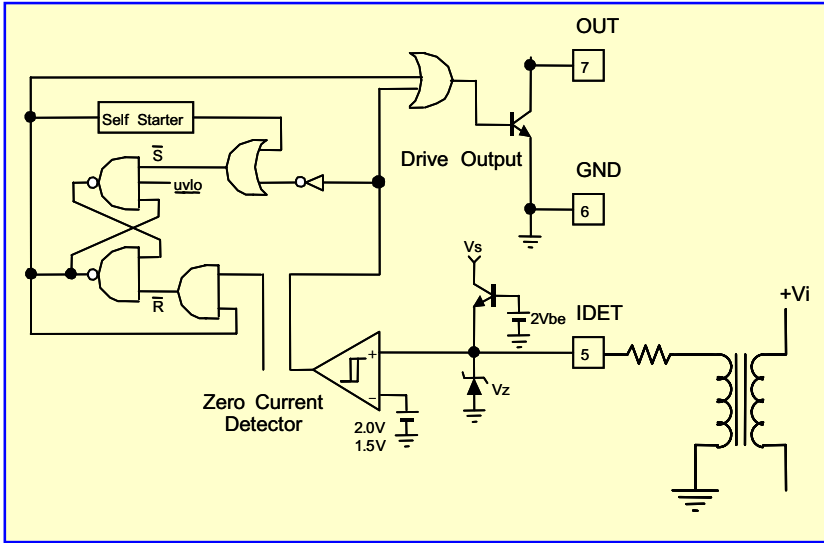 OUT
7
Self Starter
S
uvlo
Drive Output
GND
6
R
Vs
2Vbe
IDET
5
+Vi
+
Vz
−
Zero Current
Detector
2.0V
1.5V